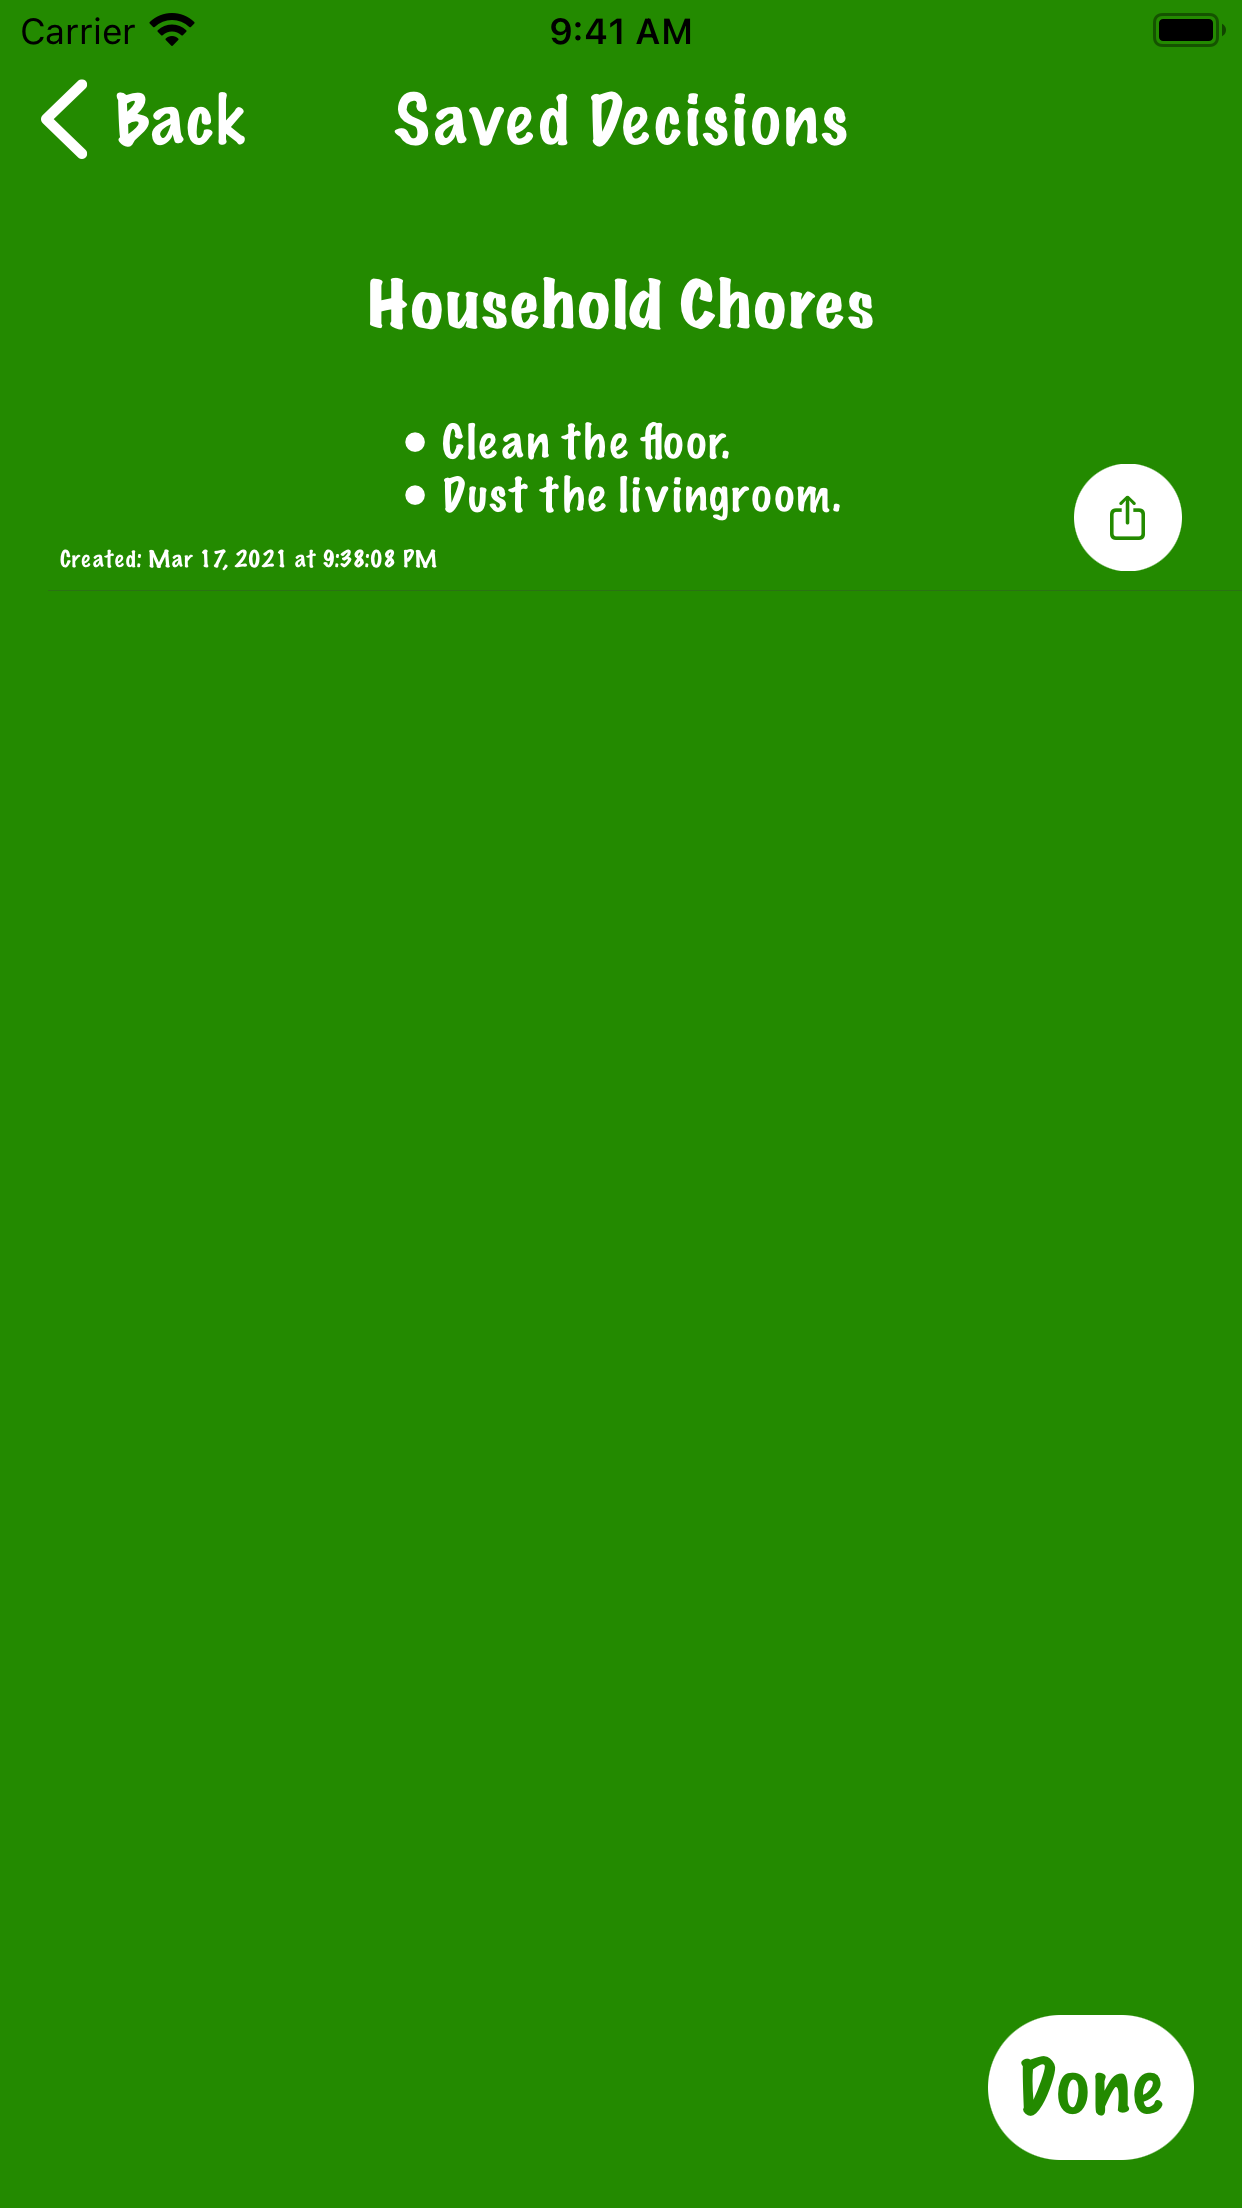 Carrier 9:41 AM
Back Saved Decisions
Household Chores
• Clean the floor.
• Dust the livingroom.
Created: Mar 17, 2021 at 9:38:08 PM
Done